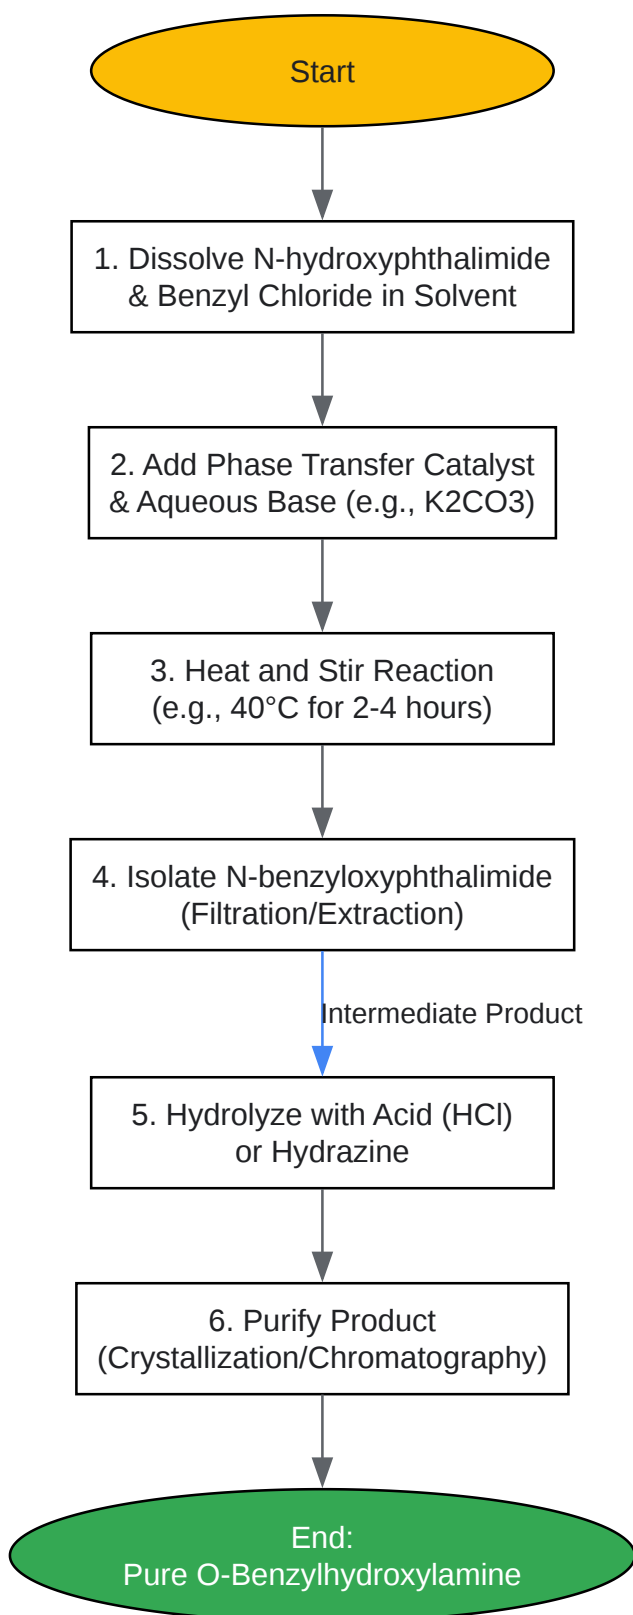 Start
1. Dissolve N-hydroxyphthalimide
& Benzyl Chloride in Solvent
2. Add Phase Transfer Catalyst
& Aqueous Base (e.g., K2CO3)
3. Heat and Stir Reaction
(e.g., 40°C for 2-4 hours)
4. Isolate N-benzyloxyphthalimide
(Filtration/Extraction)
Intermediate Product
5. Hydrolyze with Acid (HCl)
or Hydrazine
6. Purify Product
(Crystallization/Chromatography)
End:
Pure O-Benzylhydroxylamine